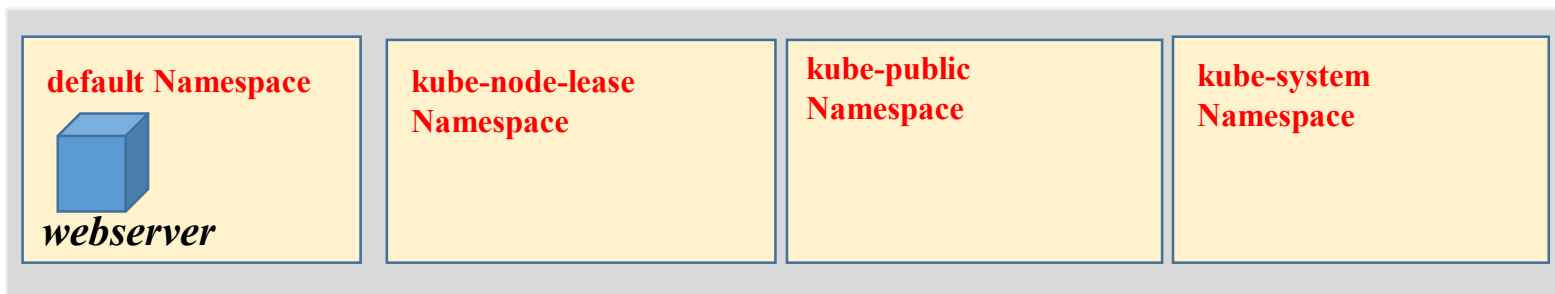 default Namespace
webserver
kube-node-lease
Namespace
kube-public
Namespace
kube-system
Namespace